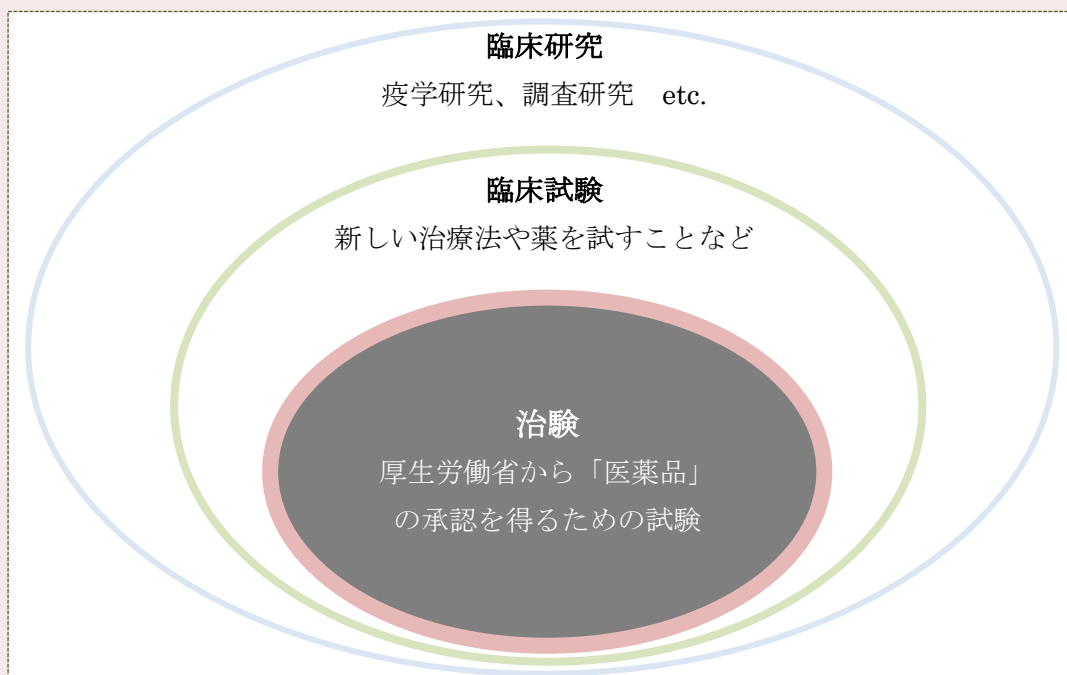 臨床研究
疫学研究、調査研究　etc.
臨床試験
新しい治療法や薬を試すことなど
治験
厚生労働省から「医薬品」
の承認を得るための試験